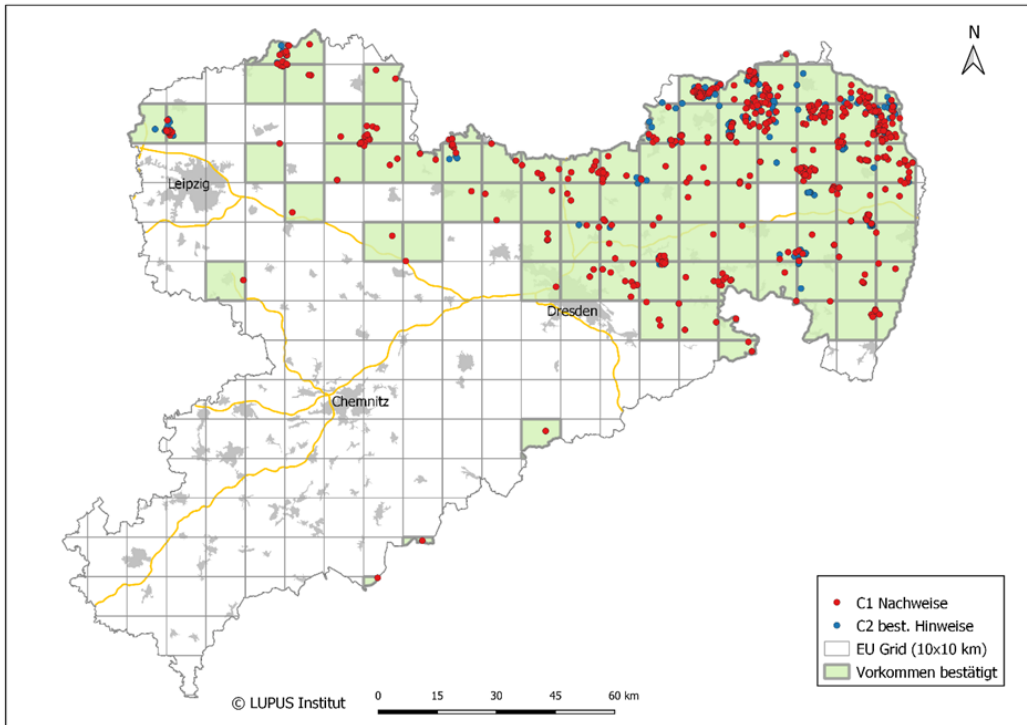 N
Leipzig
Dresden
Chemnitz
C1 Nachweise
C2 best. Hinweise
EU Grid (10x10 km)
Vorkommen bestätigt
© LUPUS Institut
0 15 30 45 60 km